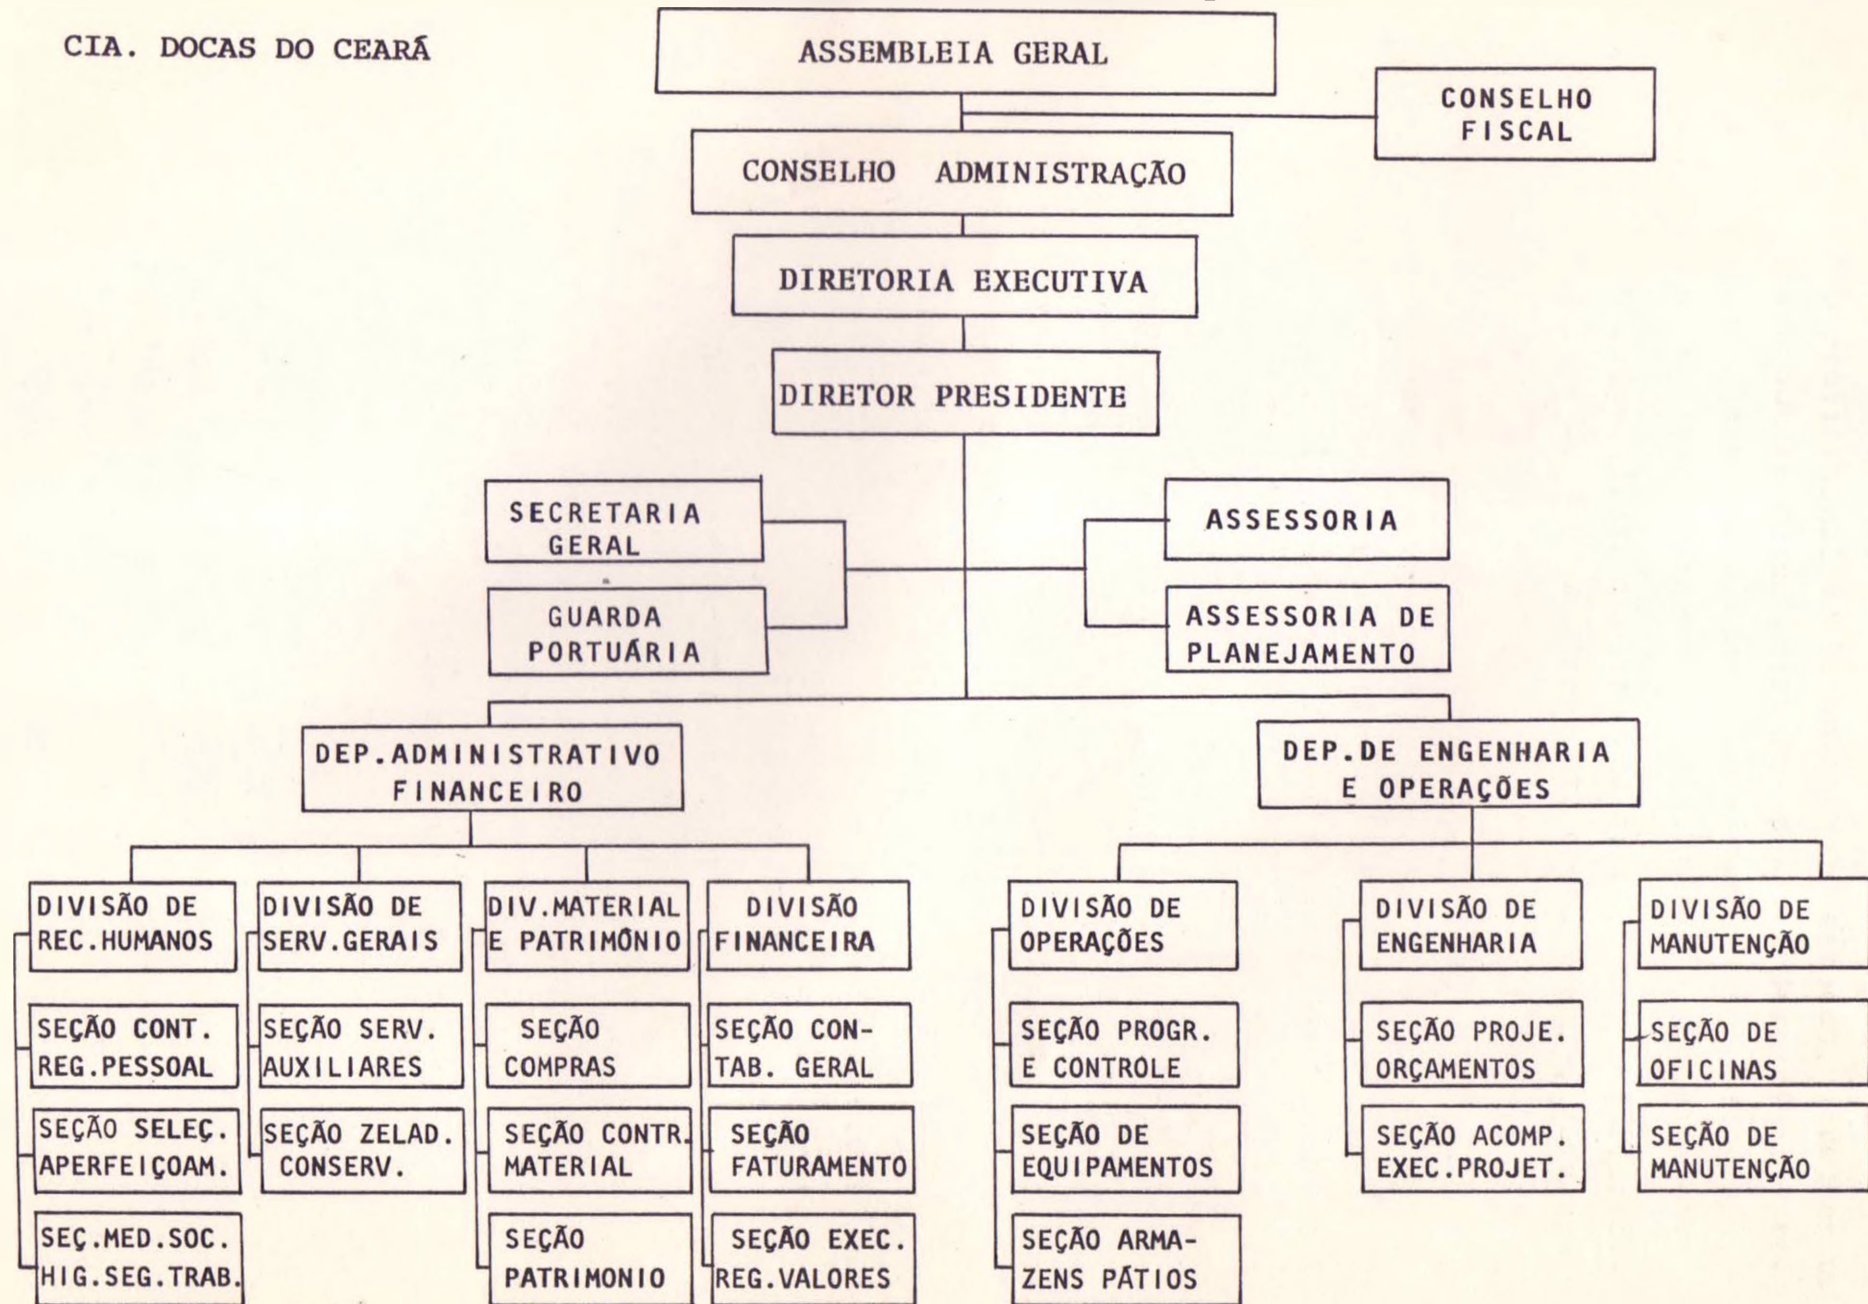 CIA. DOCAS DO CEARÁ
ASSEMBLEIA GERAL
CONSELHO
FISCAL
CONSELHO ADMINISTRAÇÃO
DIRETORIA EXECUTIVA
DIRETOR PRESIDENTE
SECRETARIA
GERAL
ASSESSORIA
GUARDA
PORTUÁRIA
ASSESSORIA DE
PLANEJAMENTO
DEP.ADMINISTRATIVO
FINANCEIRO
DEP.DE ENGENHARIA
E OPERAÇÕES
DIVISÃO DE
REC.HUMANOS
DIVISÃO DE
SERV.GERAIS
DIV.MATERIAL
E PATRIMÔNIO
DIVISÃO
FINANCEIRA
DIVISÃO DE
OPERAÇÕES
DIVISÃO DE
ENGENHARIA
DIVISÃO DE
MANUTENÇÃO
SEÇÃO CONT.
REG.PESSOAL
SEÇÃO SERV.
AUXILIARES
SEÇÃO
COMPRAS
SEÇÃO CON-
TAB. GERAL
SEÇÃO PROGR.
E CONTROLE
SEÇÃO PROJE.
ORÇAMENTOS
SEÇÃO DE
OFICINAS
SEÇÃO SELEÇ.
APERFEIÇOAM.
SEÇÃO ZELAD.
CONSERV.
SEÇÃO CONTR.
MATERIAL
SEÇÃO
FATURAMENTO
SEÇÃO DE
EQUIPAMENTOS
SEÇÃO ACOMP.
EXEC.PROJET.
SEÇÃO DE
MANUTENÇÃO
SEÇ.MED.SOC.
HIG.SEG.TRAB.
SEÇÃO
PATRIMONIO
SEÇÃO EXEC.
REG.VALORES
SEÇÃO ARMA-
ZENS PÁTIOS